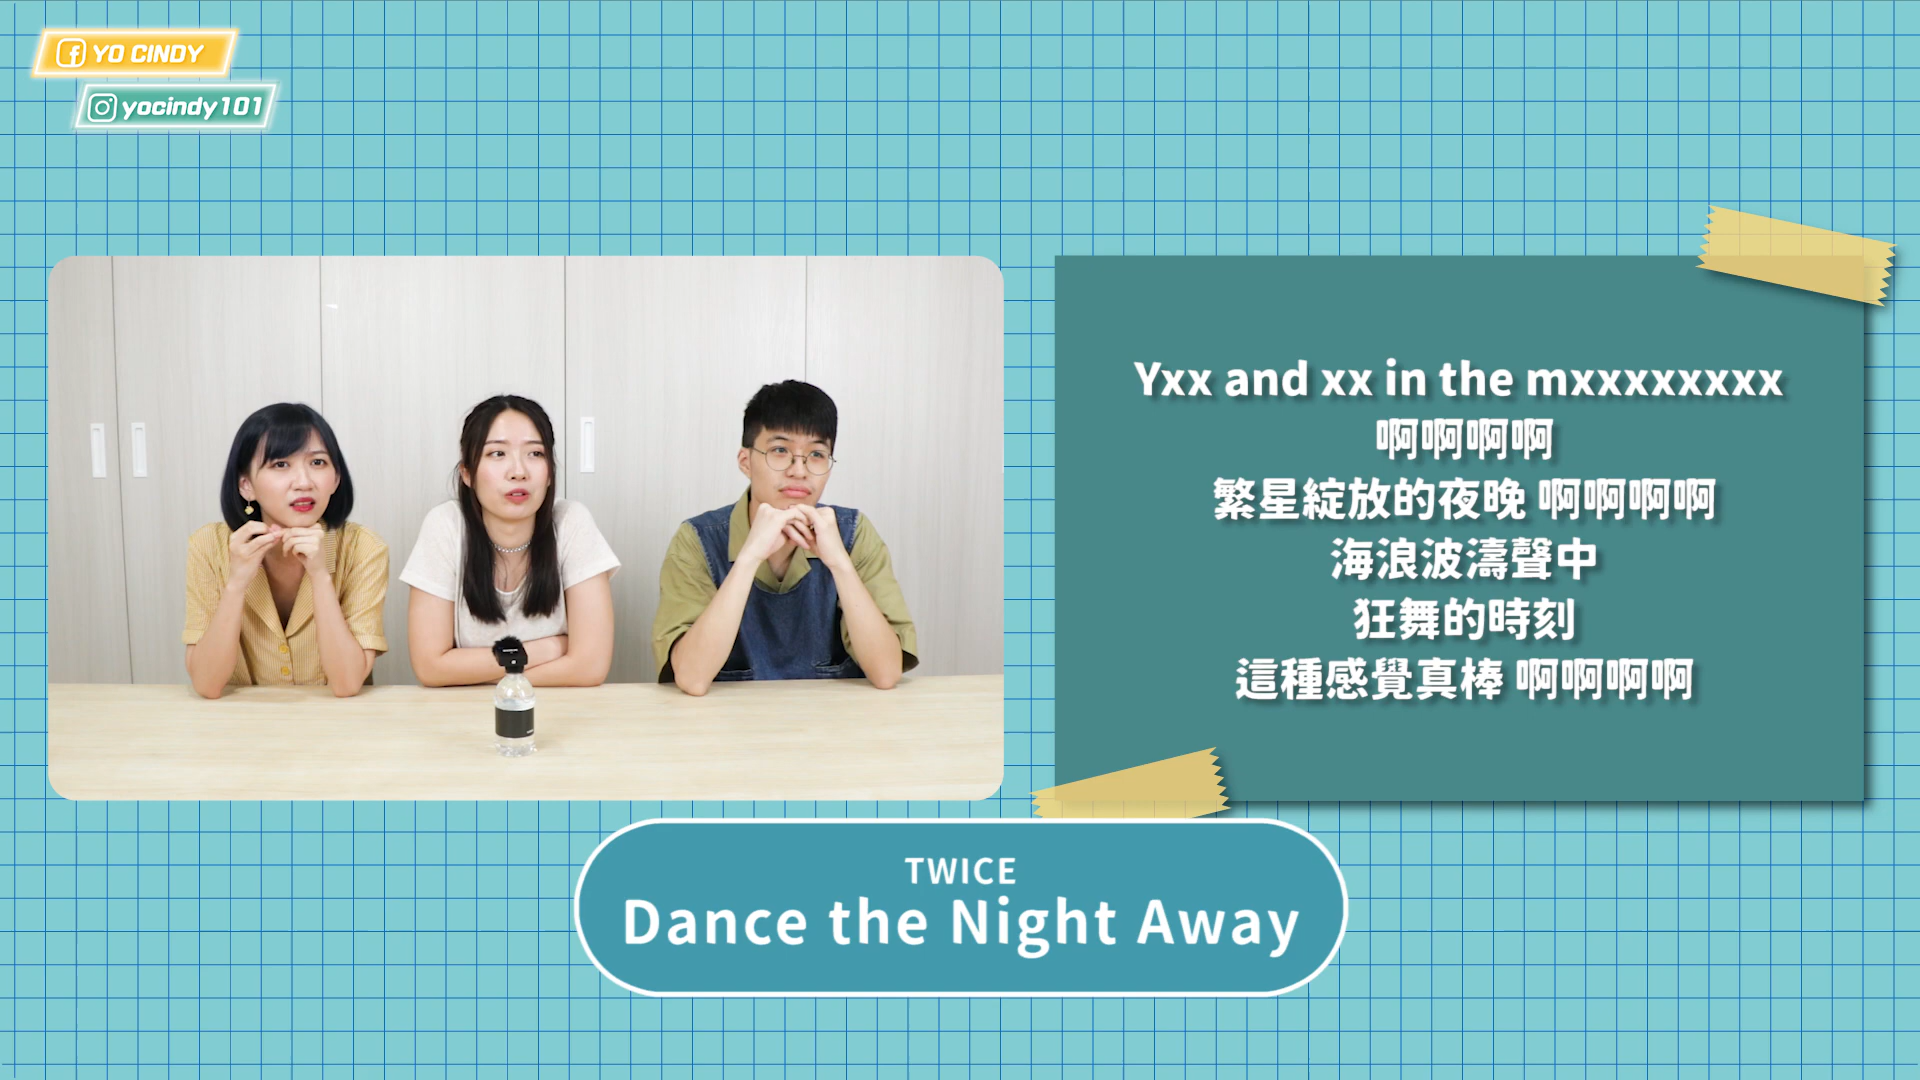 YO CINDY
yocindy101
Yxx and xx in the mxxxxxxxx
啊啊啊啊
繁星綻放的夜晚 啊啊啊啊
海浪波濤聲中
狂舞的時刻
這種感覺真棒 啊啊啊啊
TWICE
Dance the Night Away